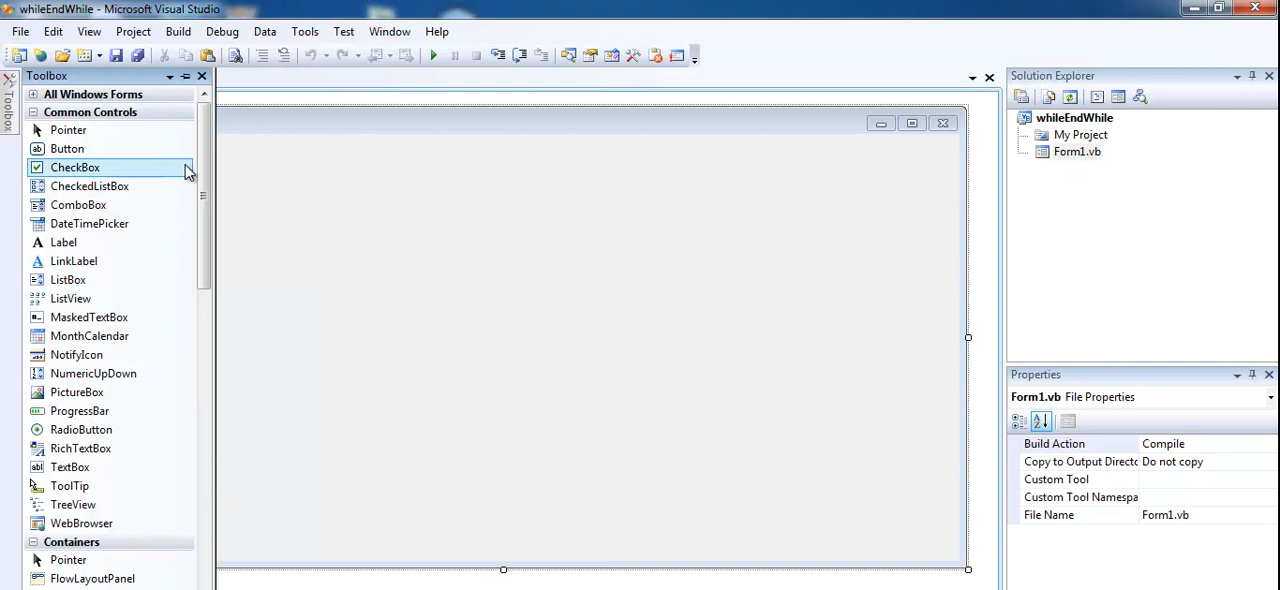 whileEndWhile - Microsoft Visual Studio
File Edit View Project Build Debug Data Tools Test Window Help
Toolbox
Toolbox
All Windows Forms
Common Controls
Pointer
Button
CheckBox
CheckedListBox
ComboBox
DateTimePicker
Label
LinkLabel
ListBox
ListView
MaskedTextBox
MonthCalendar
NotifyIcon
NumericUpDown
PictureBox
ProgressBar
RadioButton
RichTextBox
TextBox
ToolTip
TreeView
WebBrowser
Containers
Pointer
FlowLayoutPanel
Solution Explorer
whileEndWhile
My Project
Form1.vb
Properties
Form1.vb File Properties
Build Action Compile
Copy to Output Directo Do not copy
Custom Tool
Custom Tool Namespa
File Name Form1.vb